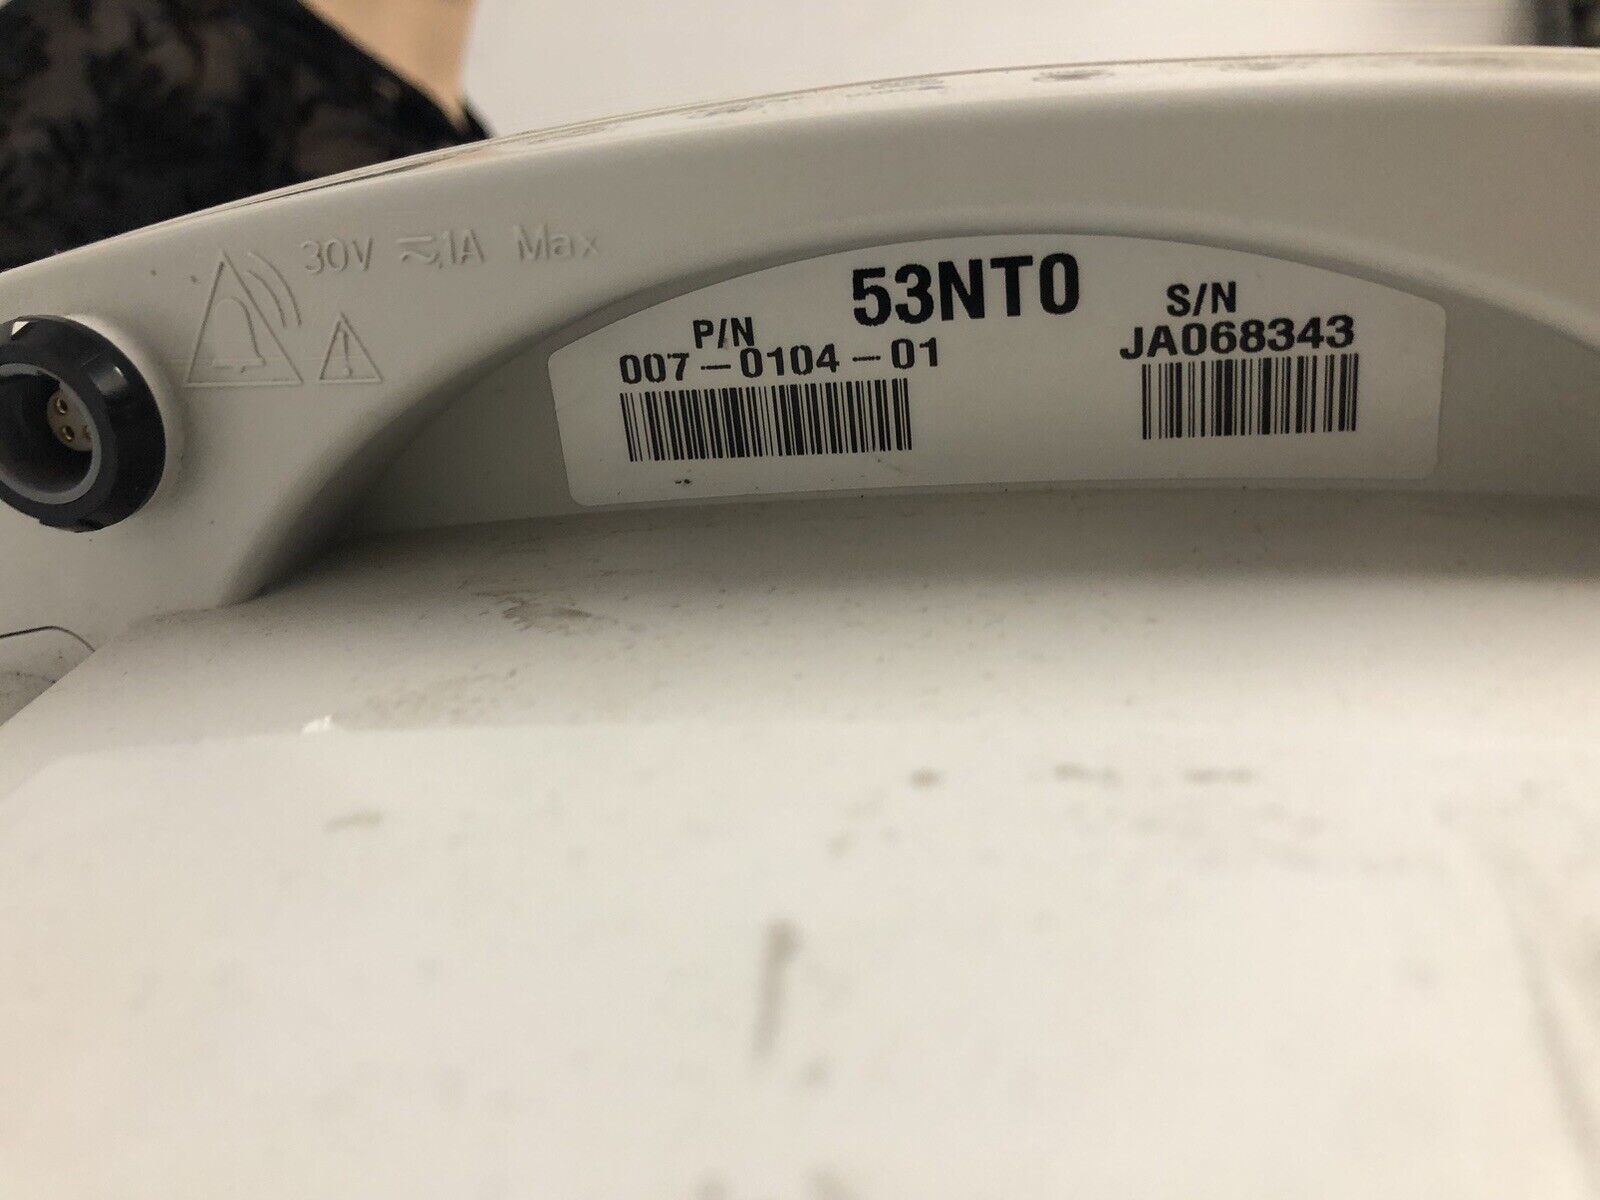 30V ⎓ 1A Max
53NT0
P/N
007-0104-01
S/N
JA068343